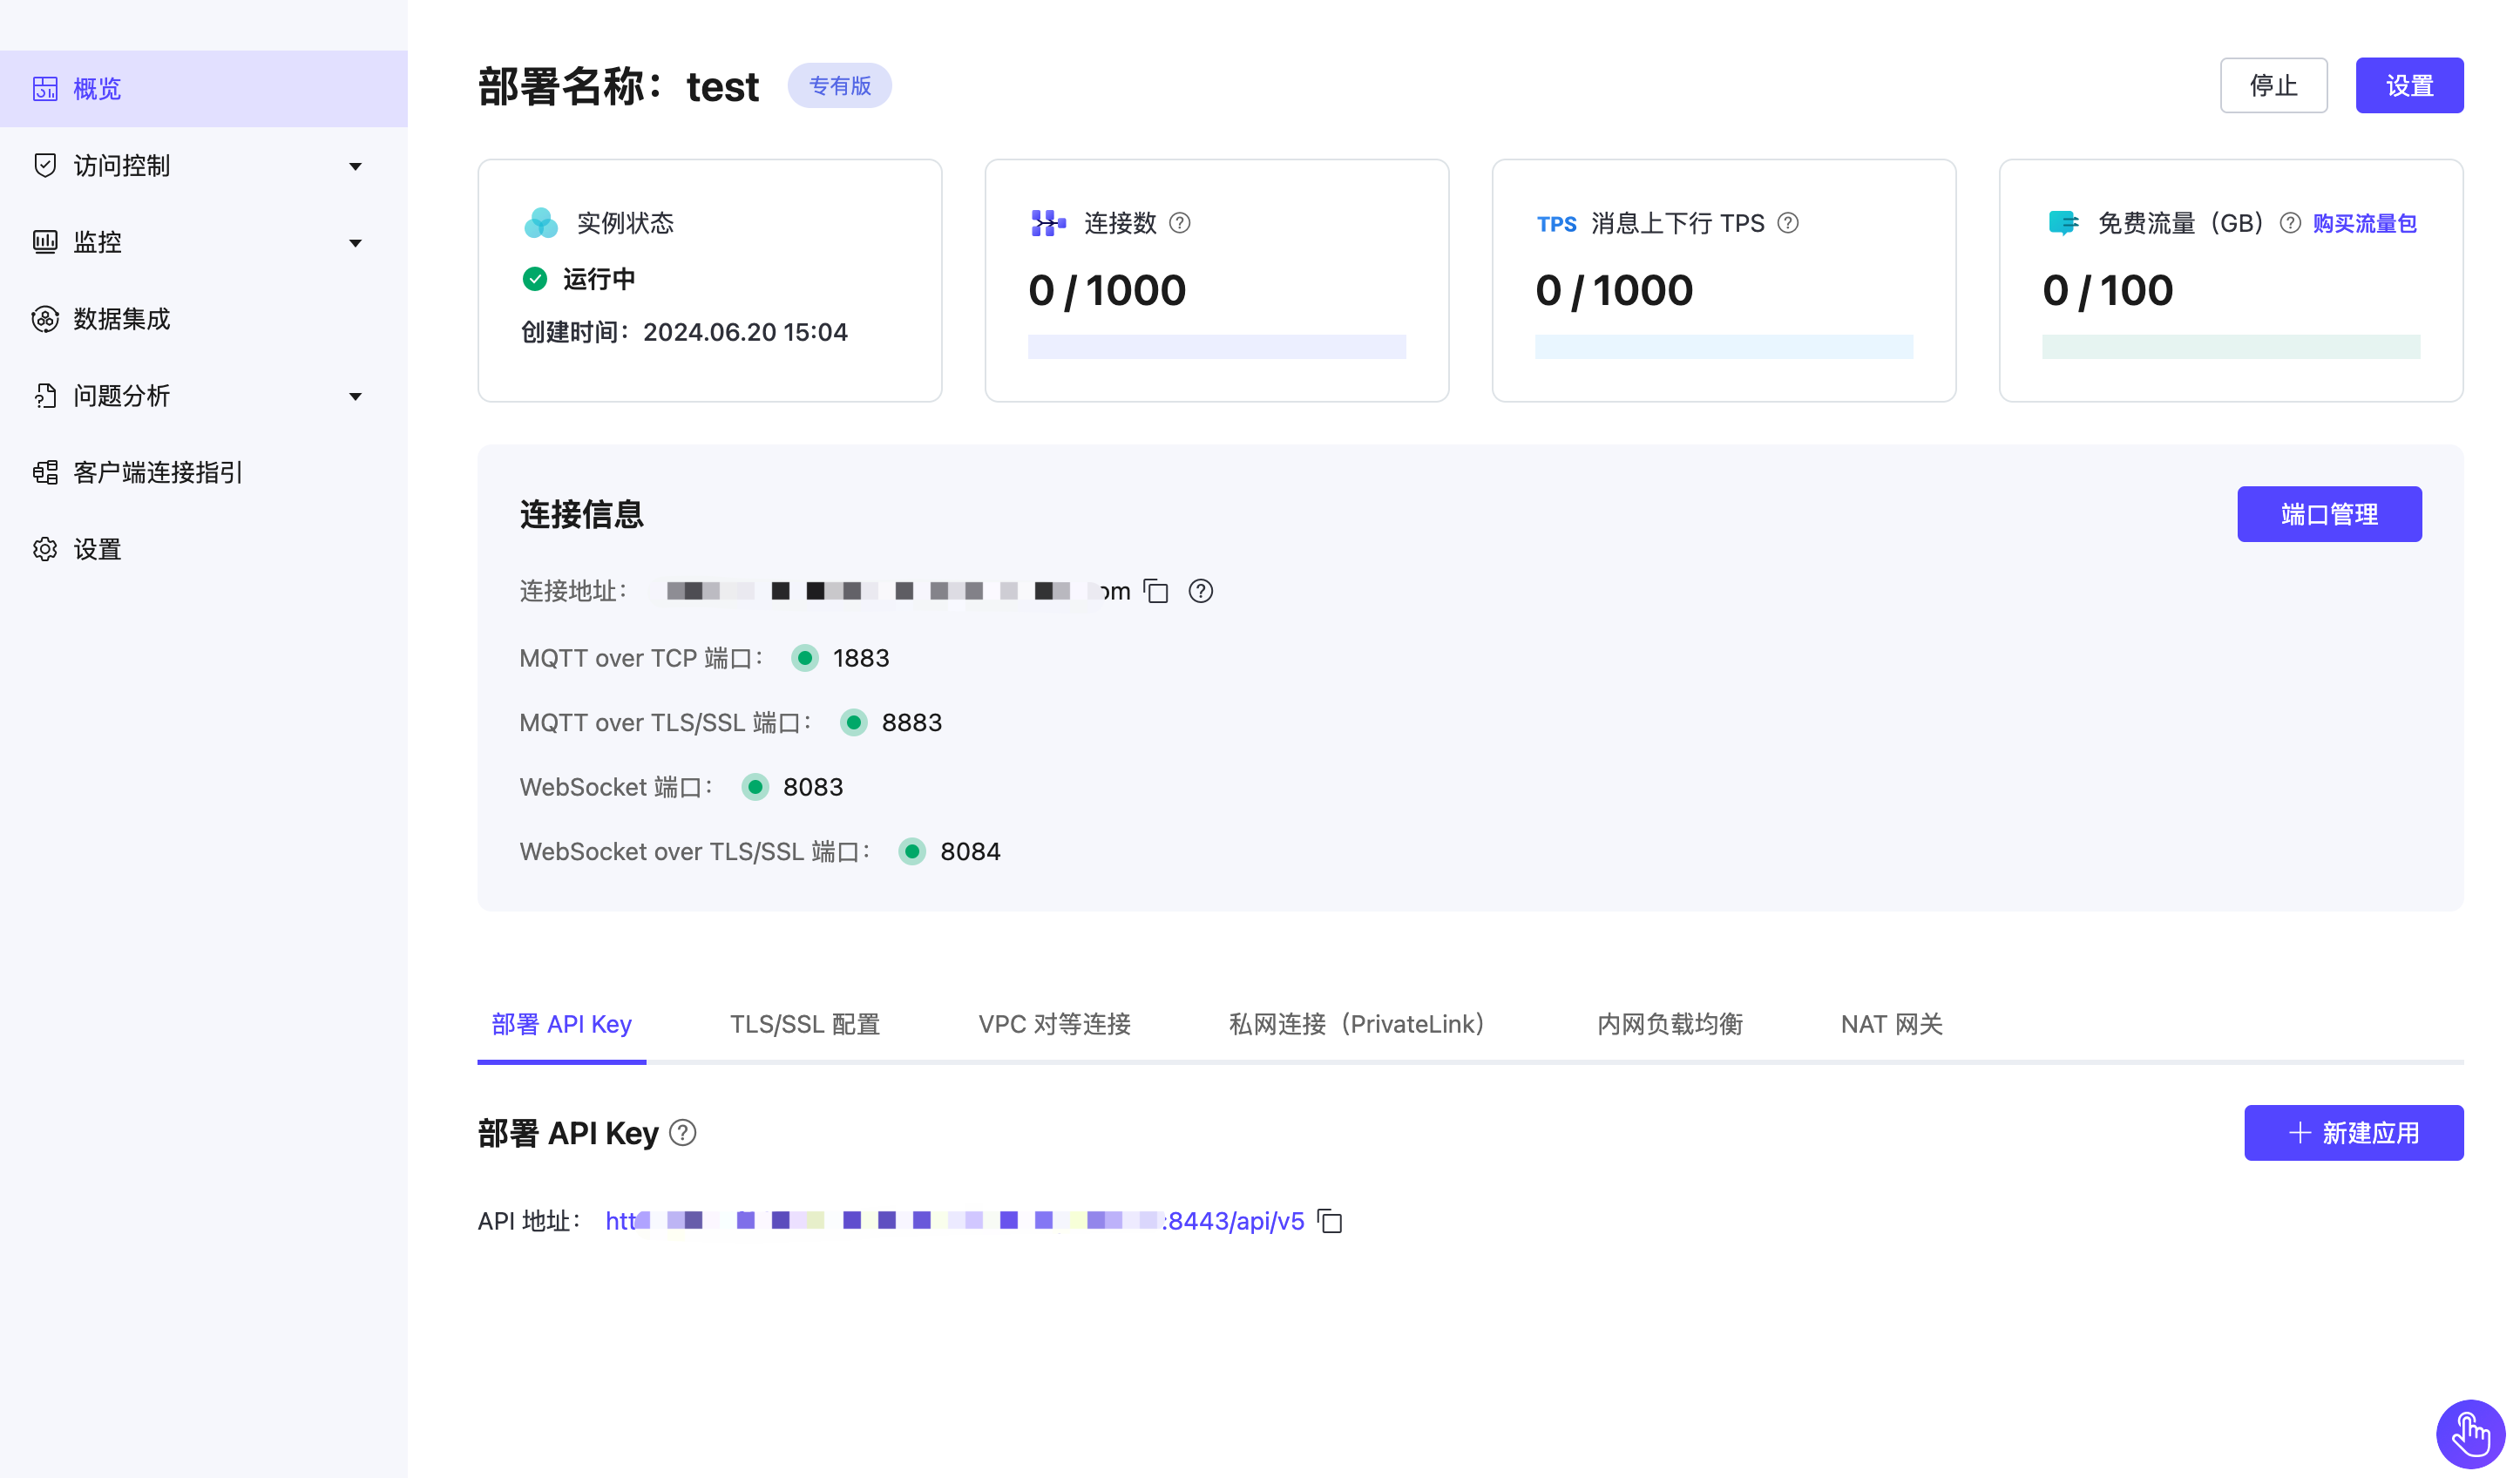 概览
访问控制
监控
数据集成
问题分析
客户端连接指引
设置
部署名称：test 专有版
停止 设置
实例状态
运行中
创建时间：2024.06.20 15:04
连接数
0 / 1000
TPS 消息上下行 TPS
0 / 1000
免费流量（GB） 购买流量包
0 / 100
连接信息
端口管理
连接地址： om
MQTT over TCP 端口： 1883
MQTT over TLS/SSL 端口： 8883
WebSocket 端口： 8083
WebSocket over TLS/SSL 端口： 8084
部署 API Key TLS/SSL 配置 VPC 对等连接 私网连接（PrivateLink） 内网负载均衡 NAT 网关
部署 API Key
新建应用
API 地址： htt :8443/api/v5